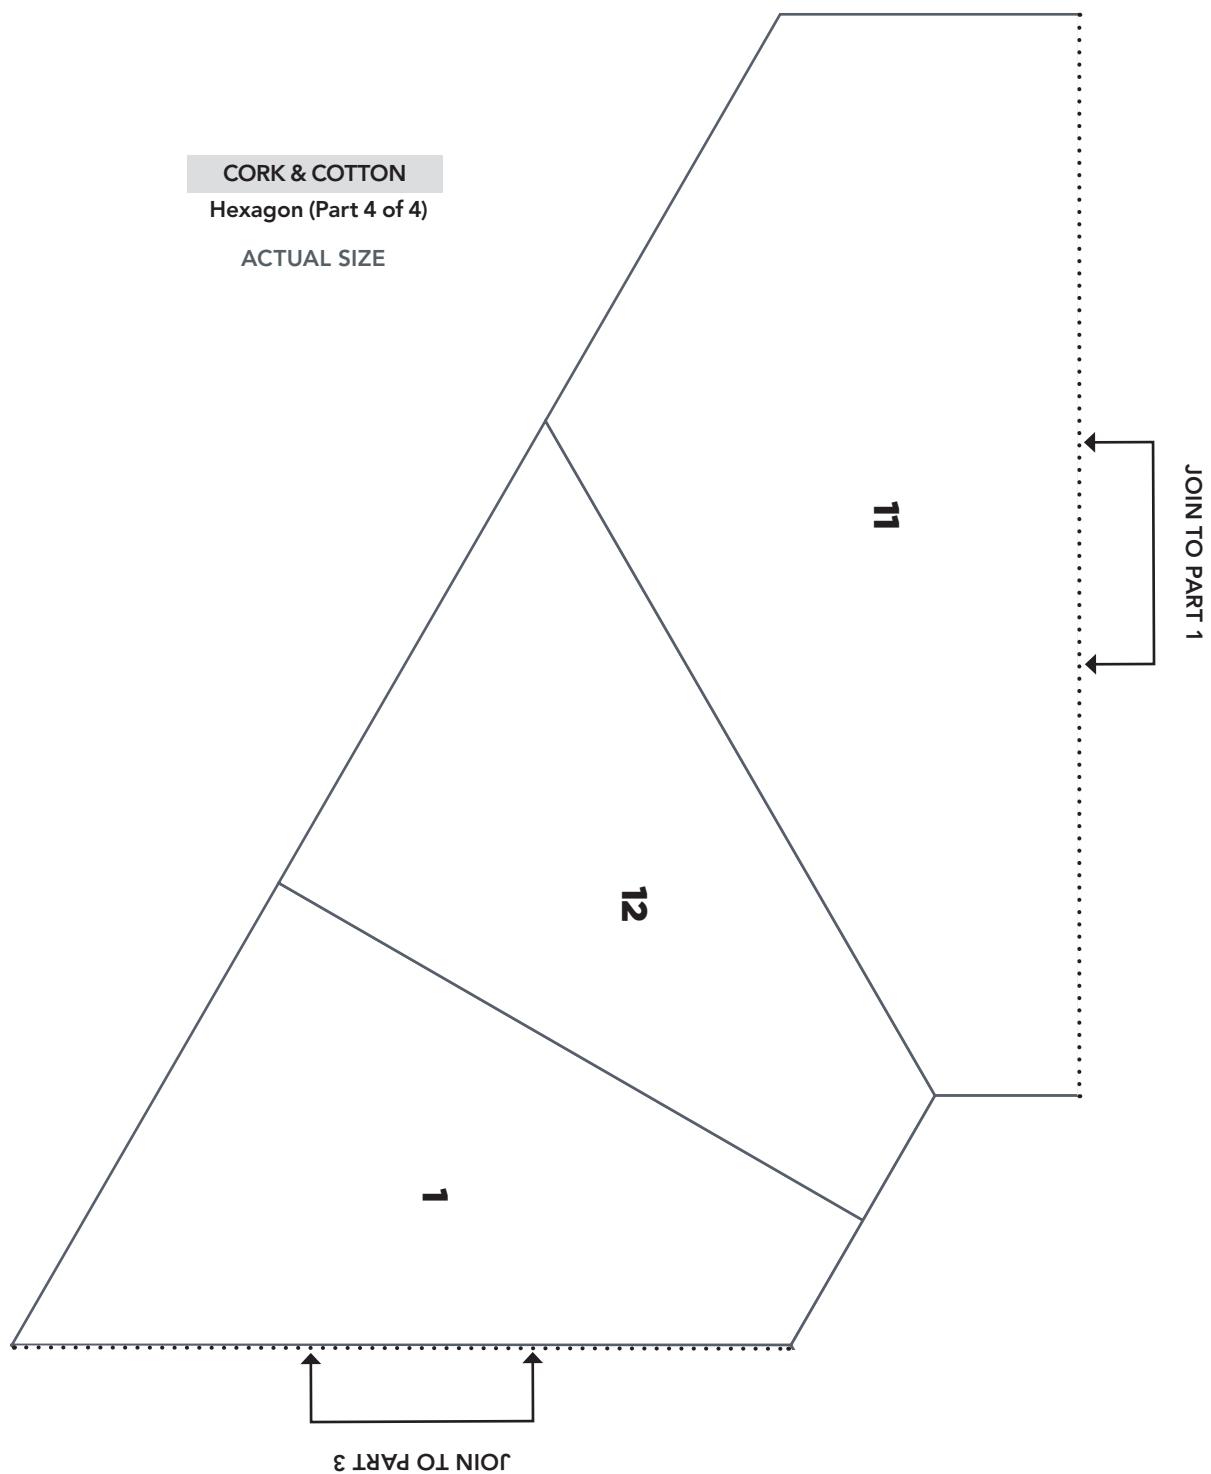 CORK & COTTON
Hexagon (Part 4 of 4)
ACTUAL SIZE
11
JOIN TO PART 1
12
1
JOIN TO PART 3